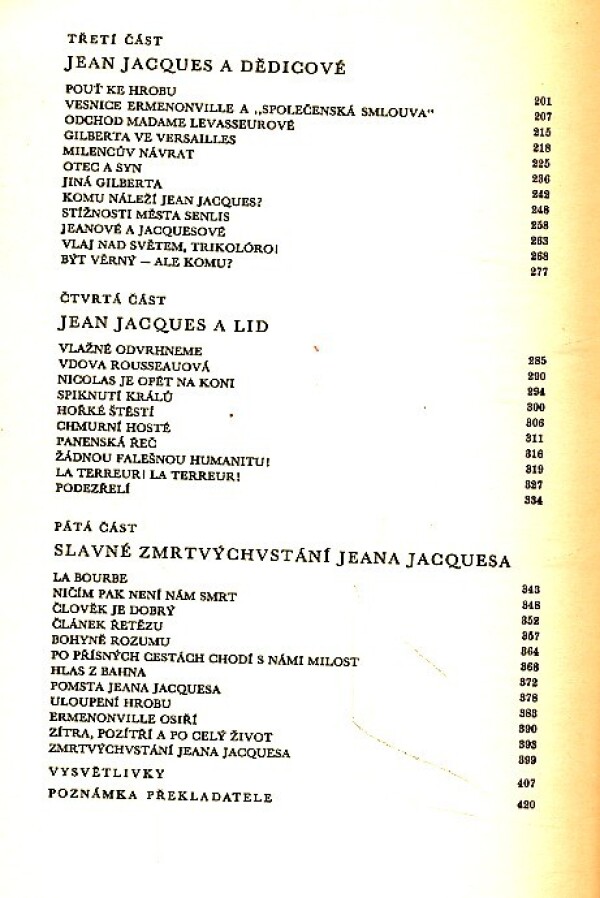 TŘETÍ ČÁST
JEAN JACQUES A DĚDICOVÉ
POUŤ KE HROBU 201
VESNICE ERMENONVILLE A „SPOLEČENSKÁ SMLOUVA“ 207
ODCHOD MADAME LEVASSEUROVÉ 215
GILBERTA VE VERSAILLES 218
MILENCŮV NÁVRAT 225
OTEC A SYN 236
JINÁ GILBERTA 242
KOMU NÁLEŽÍ JEAN JACQUES? 248
STÍŽNOSTI MĚSTA SENLIS 258
JEANOVÉ A JACQUESOVÉ 263
VLAJ NAD SVĚTEM, TRIKOLÓRO! 268
BÝT VĚRNÝ — ALE KOMU? 277
ČTVRTÁ ČÁST
JEAN JACQUES A LID
VLAŽNÉ ODVRHNEME 285
VDOVA ROUSSEAUOVÁ 290
NICOLAS JE OPĚT NA KONI 294
SPIKNUTÍ KRÁLŮ 300
HOŘKÉ ŠTĚSTÍ 306
CHMURNÍ HOSTÉ 311
PANENSKÁ ŘEČ 316
ŽÁDNOU FALEŠNOU HUMANITU! 319
LA TERREUR! LA TERREUR! 327
PODEZŘELÍ 334
PÁTÁ ČÁST
SLAVNÉ ZMRTVÝCHVSTÁNÍ JEANA JACQUESA
LA BOURBE 343
NIČÍM PAK NENÍ NÁM SMRT 348
ČLOVĚK JE DOBRÝ 352
ČLÁNEK ŘETĚZU 357
BOHYNĚ ROZUMU 364
PO PŘÍSNÝCH CESTÁCH CHODÍ S NÁMI MILOST 368
HLAS Z BAHNA 372
POMSTA JEANA JACQUESA 378
ULOUPENÍ HROBU 383
ERMENONVILLE OSIŘÍ 390
ZÍTRA, POZÍTŘÍ A PO CELÝ ŽIVOT 393
ZMRTVÝCHVSTÁNÍ JEANA JACQUESA 399
VYSVĚTLIVKY 407
POZNÁMKA PŘEKLADATELE 420